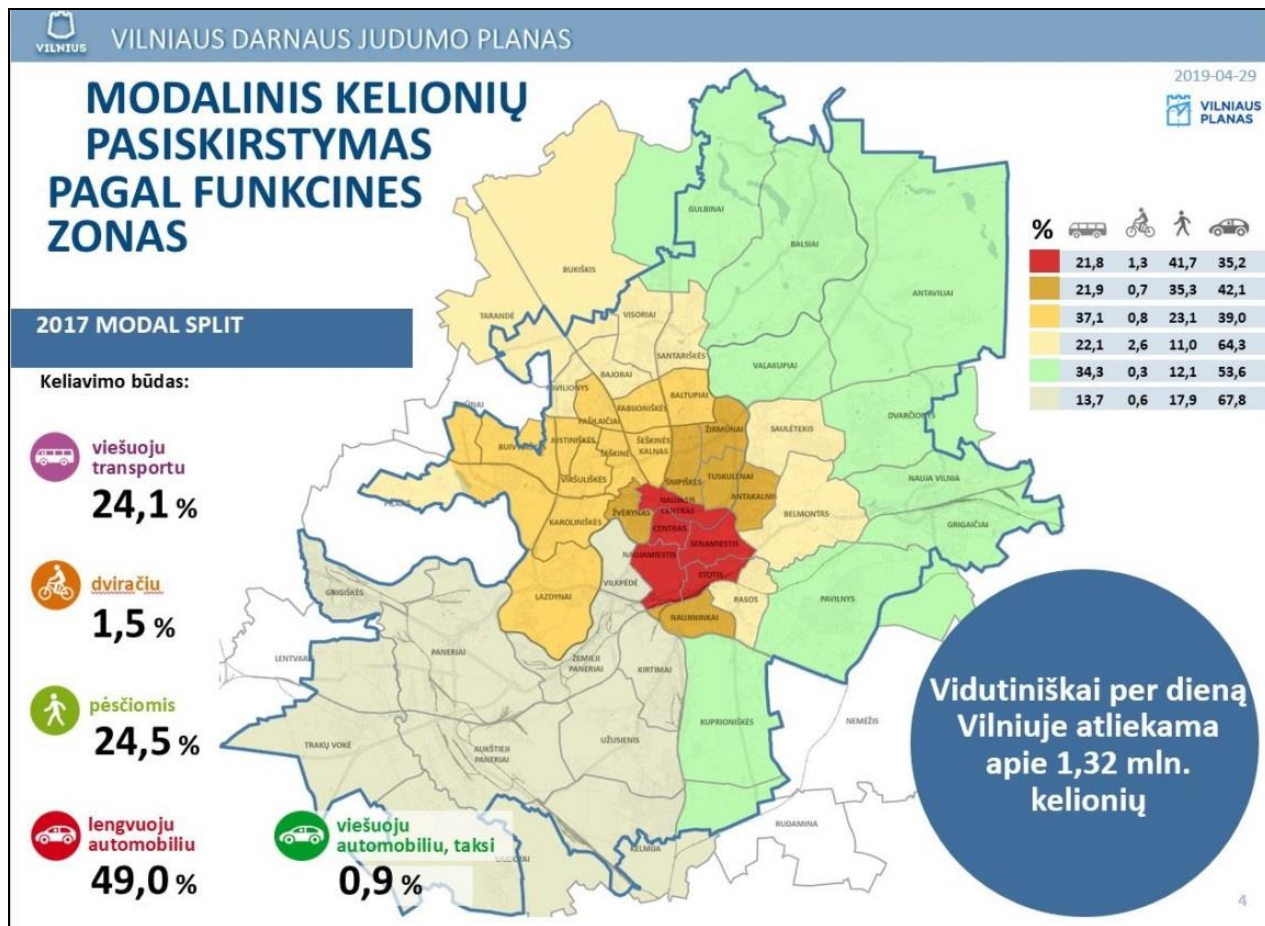 VILNIUS
VILNIAUS DARNAUS JUDUMO PLANAS
2019-04-29
VILNIAUS
PLANAS
MODALINIS KELIONIŲ
PASISKIRSTYMAS
PAGAL FUNKCINES
ZONAS
2017 MODAL SPLIT
Keliavimo būdas:
viešuoju
transportu
24,1 %
dviračiu
1,5 %
pėsčiomis
24,5 %
lengvuoju
automobiliu
49,0 %
viešuoju
automobiliu, taksi
0,9 %
%
21,8 1,3 41,7 35,2
21,9 0,7 35,3 42,1
37,1 0,8 23,1 39,0
22,1 2,6 11,0 64,3
34,3 0,3 12,1 53,6
13,7 0,6 17,9 67,8
GULBINAI
BALSIAI
BUKIŠKIS
ANTAVILIAI
TARANDĖ
VISORIAI
SANTARIŠKĖS
VALAKUPIAI
BAJORAI
BALTUPIAI
FABIJONIŠKĖS
PAŠILAIČIAI
DVARČIONYS
ŽIRMŪNAI
SAULĖTEKIS
JUSTINIŠKĖS
ŠEŠKINĖ
ŠEŠKINĖS
KALNAS
VIRŠULIŠKĖS
ŠNIPIŠKĖS
TUSKULĖNAI
ANTAKALNIS
NAUJA VILNIA
NAUJASIS
CENTRAS
ŽVĖRYNAS
KAROLINIŠKĖS
CENTRAS
BELMONTAS
GRIGAIČIAI
SENAMIESTIS
NAUJAMIESTIS
STOTIS
VILKPĖDĖ
GRIGIŠKĖS
LAZDYNAI
RASOS
PAVILNYS
NAUJININKAI
PANERIAI
LENTVARI
ŽEMIEJI
PANERIAI
KIRTIMAI
KUPRIONIŠKĖS
NEMĖŽIS
TRAKŲ VOKĖ
AUKŠTIEJI
PANERIAI
UŽUSIENIS
RUDAMINA
KELMIJA
Vidutiniškai per dieną
Vilniuje atliekama
apie 1,32 mln.
kelionių
4